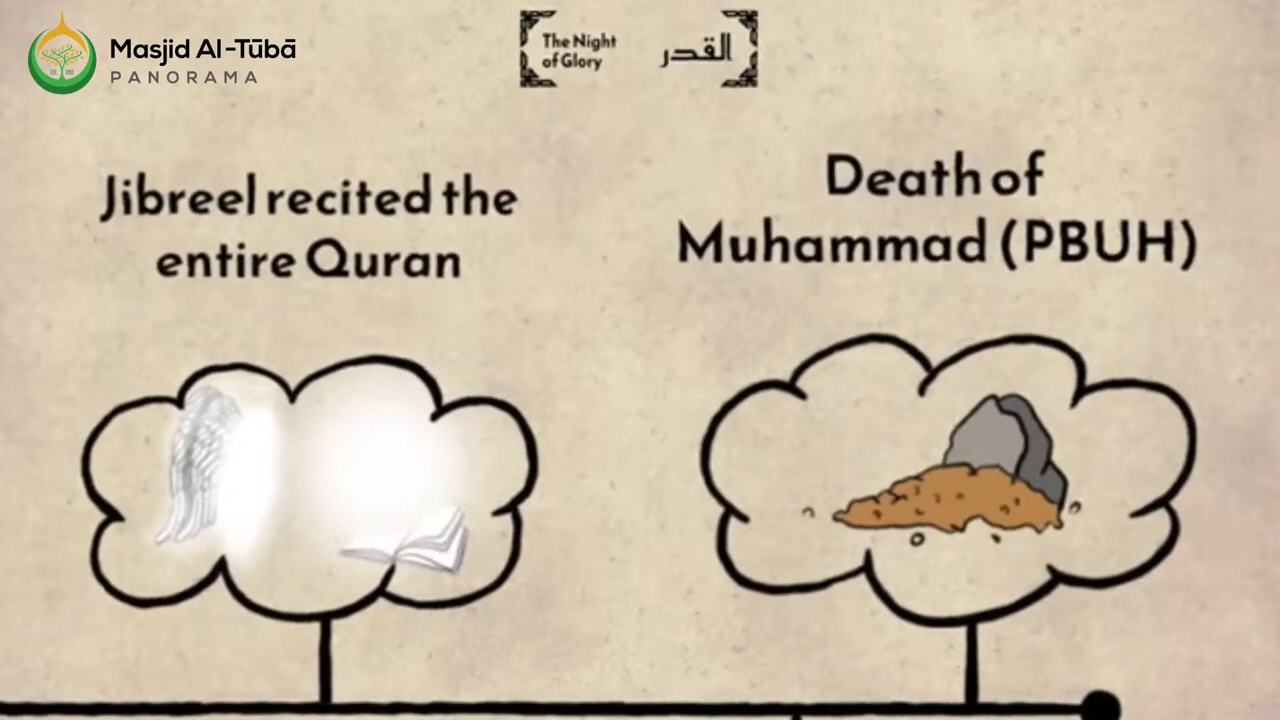 Masjid Al-Tūbā
PANORAMA
The Night
of Glory
القدر
Jibreel recited the
entire Quran
Death of
Muhammad (PBUH)